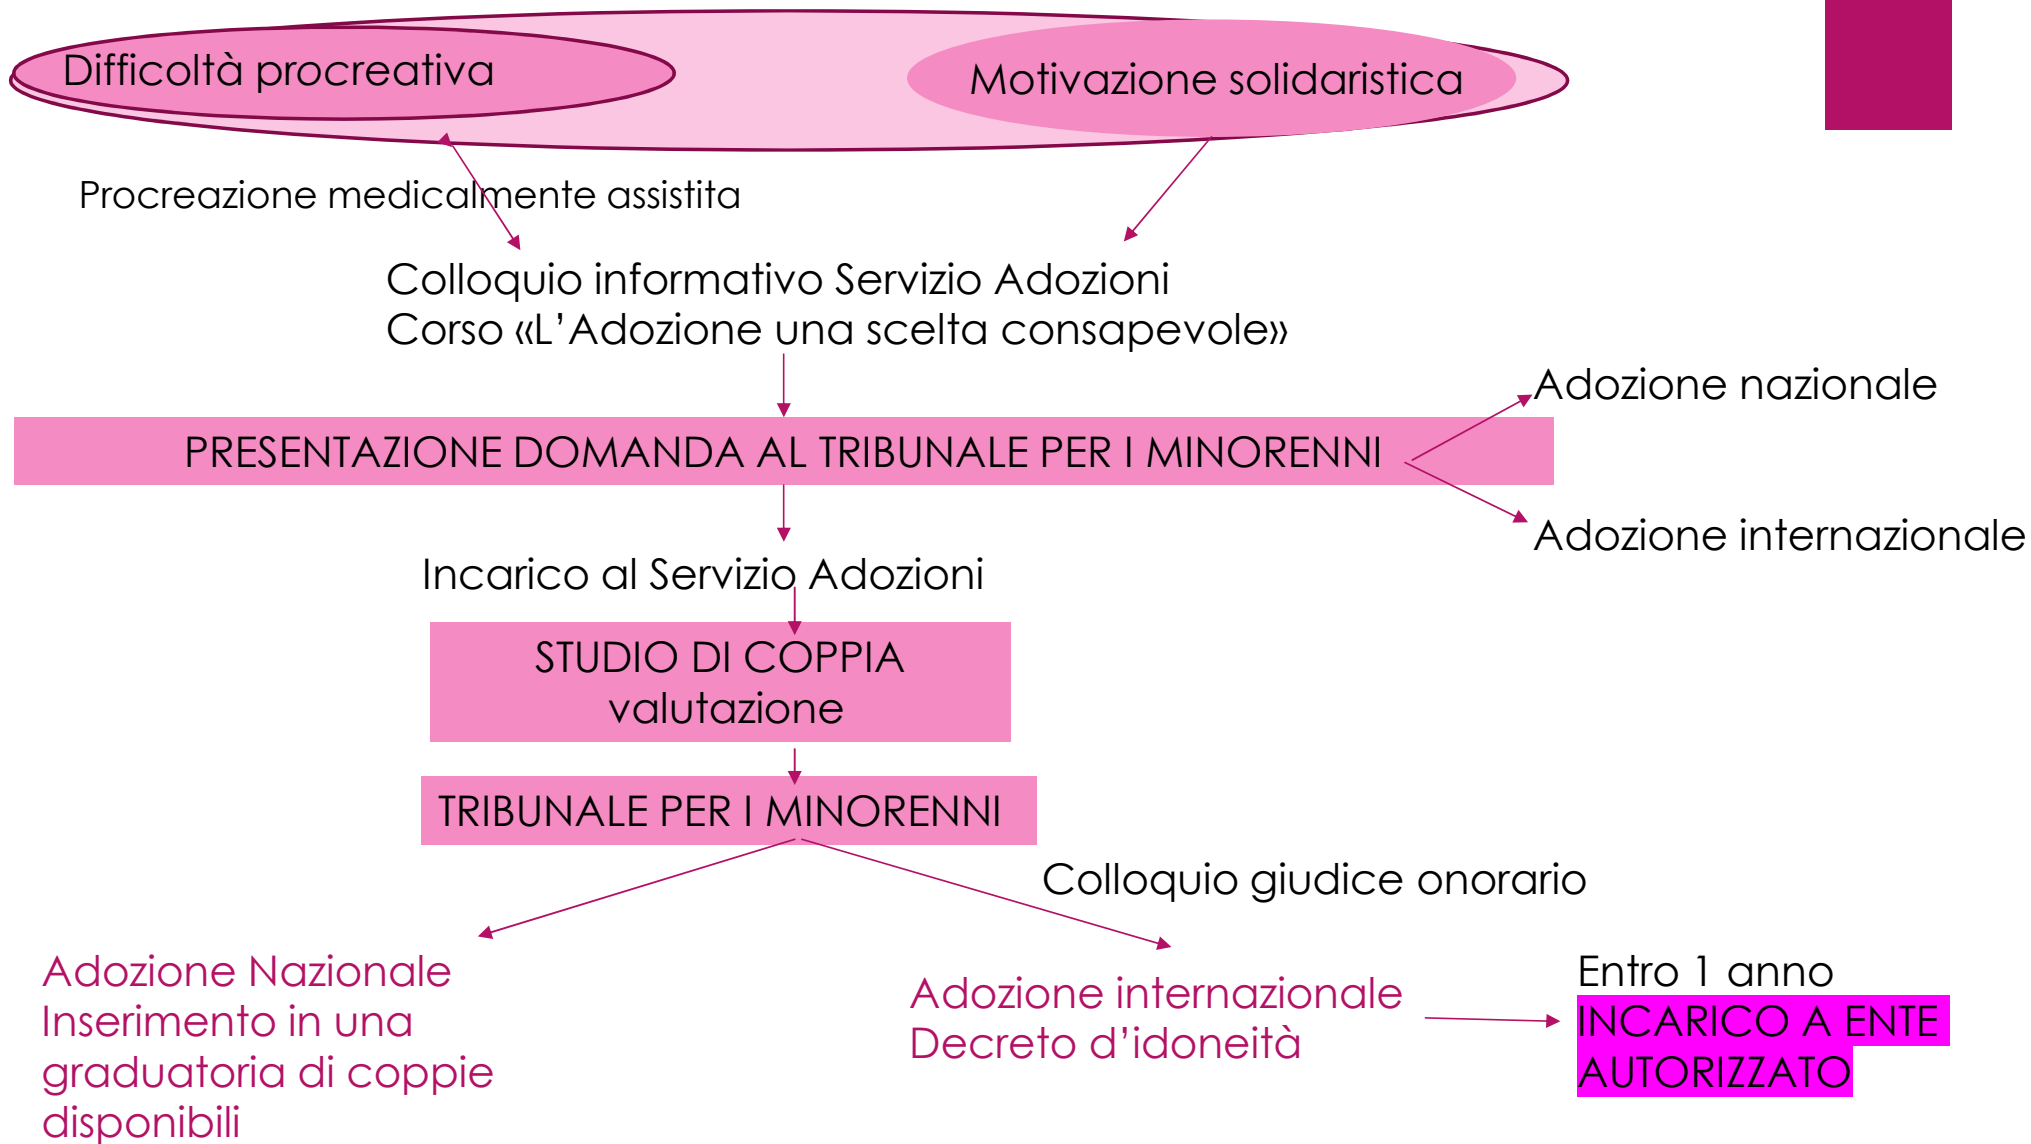 Difficoltà procreativa
Motivazione solidaristica
Procreazione medicalmente assistita
Colloquio informativo Servizio Adozioni
Corso «L’Adozione una scelta consapevole»
Adozione nazionale
PRESENTAZIONE DOMANDA AL TRIBUNALE PER I MINORENNI
Adozione internazionale
Incarico al Servizio Adozioni
STUDIO DI COPPIA
valutazione
TRIBUNALE PER I MINORENNI
Colloquio giudice onorario
Adozione Nazionale
Inserimento in una
graduatoria di coppie
disponibili
Adozione internazionale
Decreto d’idoneità
Entro 1 anno
INCARICO A ENTE
AUTORIZZATO